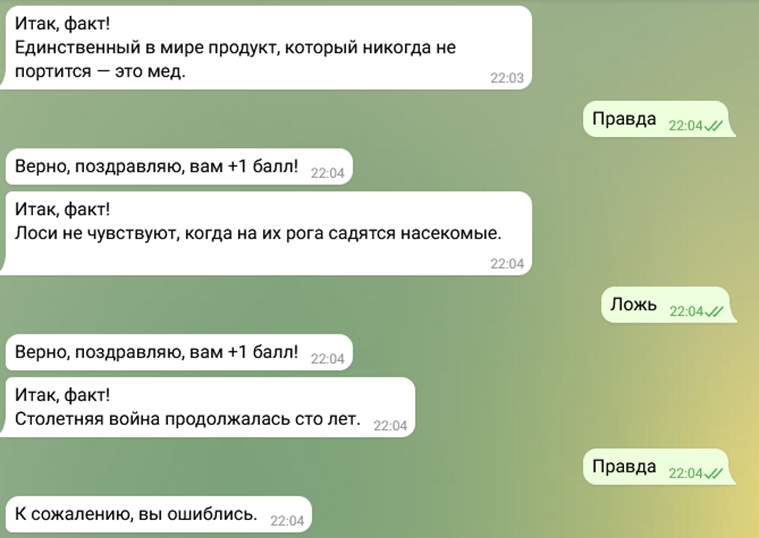 Итак, факт!
Единственный в мире продукт, который никогда не
портится — это мед.
22:03
Правда 22:04
Верно, поздравляю, вам +1 балл! 22:04
Итак, факт!
Лоси не чувствуют, когда на их рога садятся насекомые.
22:04
Ложь 22:04
Верно, поздравляю, вам +1 балл! 22:04
Итак, факт!
Столетняя война продолжалась сто лет. 22:04
Правда 22:04
К сожалению, вы ошиблись. 22:04